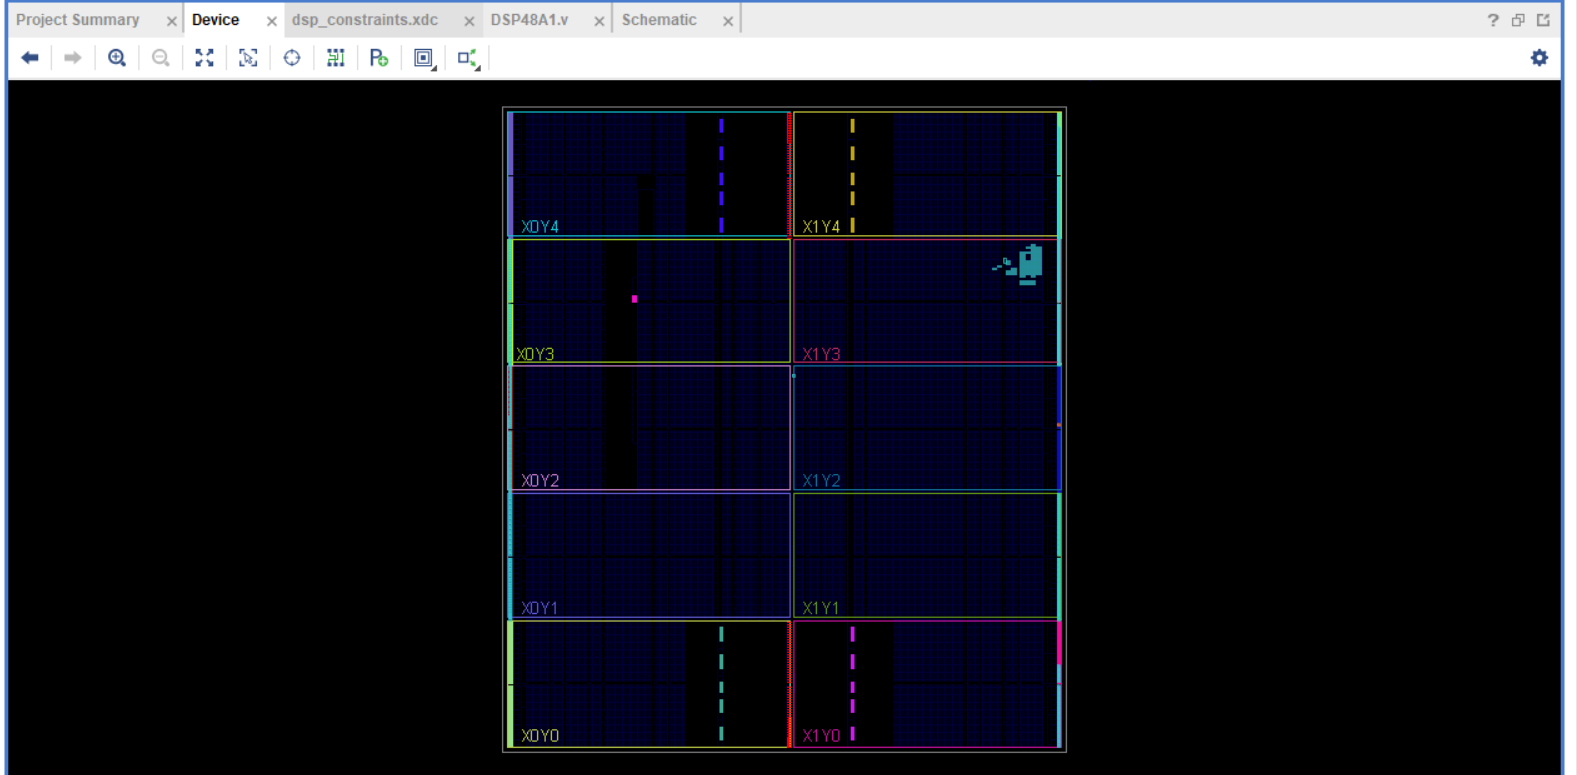 Project Summary
Device
dsp_constraints.xdc
DSP48A1.v
Schematic
X0Y4
X1Y4
X0Y3
X1Y3
X0Y2
X1Y2
X0Y1
X1Y1
X0Y0
X1Y0